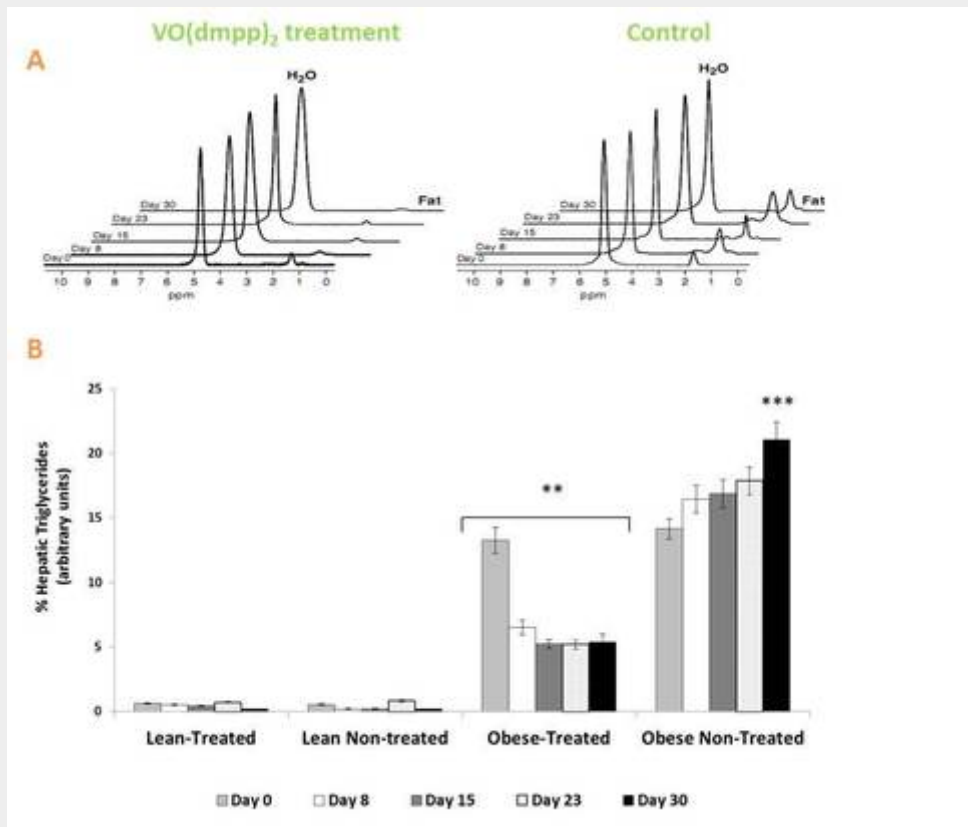 VO(dmpp)₂ treatment
Control
A
H₂O
H₂O
Day 30
Fat
Day 23
Day 15
Day 8
Day 0
10 9 8 7 6 5 4 3 2 1 0
ppm
Day 30
Fat
Day 23
Day 15
Day 8
Day 0
10 9 8 7 6 5 4 3 2 1 0
ppm
B
% Hepatic Triglycerides
(arbitrary units)
25
20
15
10
5
0
**
***
Lean-Treated Lean Non-treated Obese-Treated Obese Non-Treated
Day 0 Day 8 Day 15 Day 23 Day 30